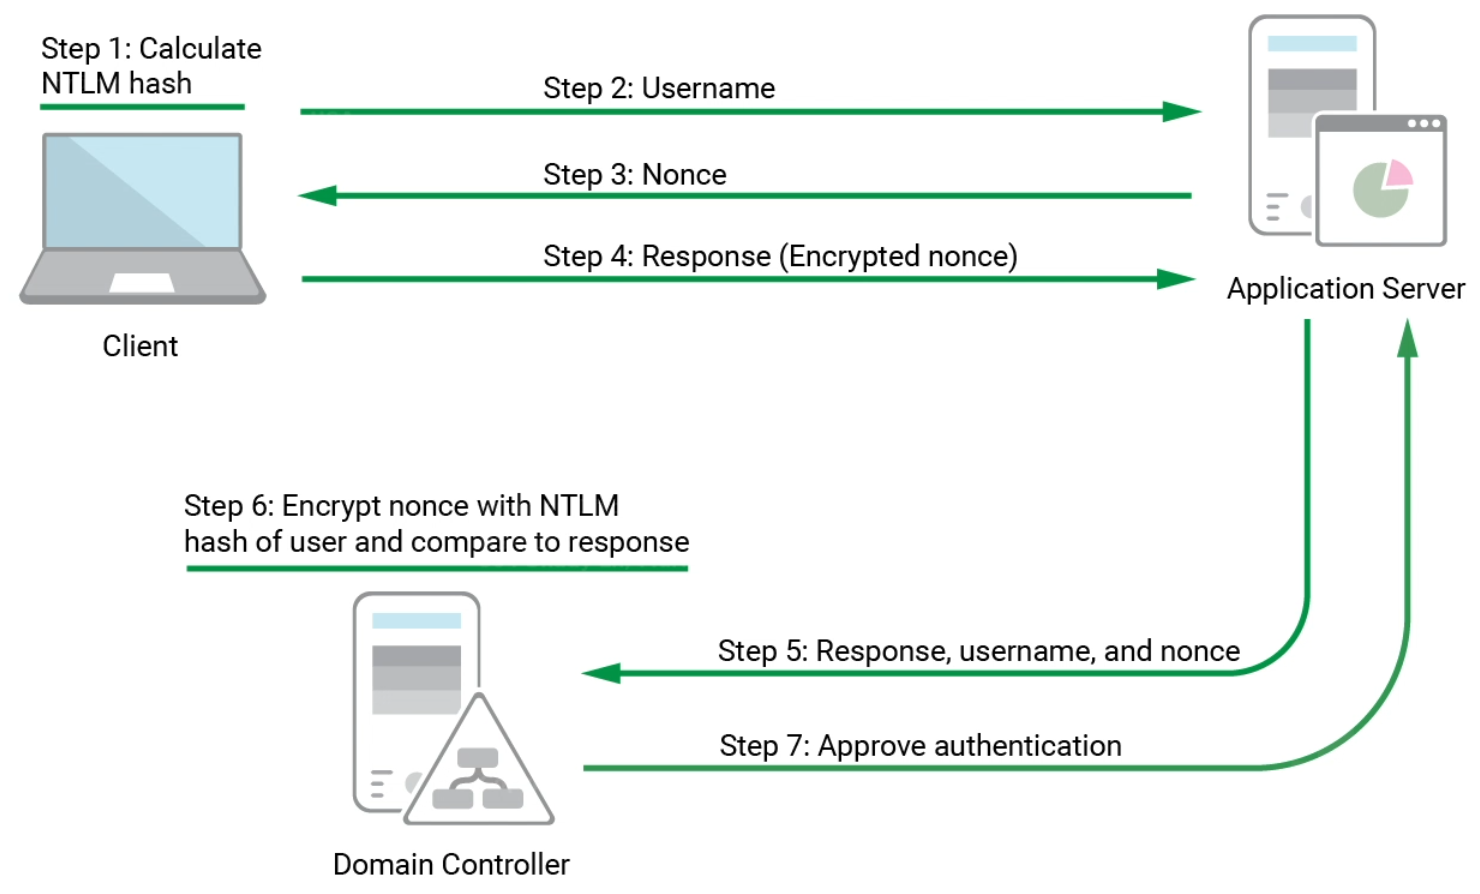 Step 1: Calculate
NTLM hash
Step 2: Username
Step 3: Nonce
Step 4: Response (Encrypted nonce)
Client
Application Server
Step 6: Encrypt nonce with NTLM
hash of user and compare to response
Step 5: Response, username, and nonce
Step 7: Approve authentication
Domain Controller